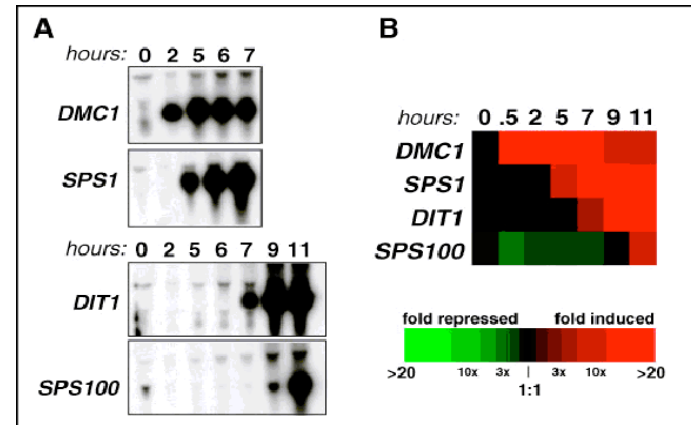 A
hours: 0 2 5 6 7
DMC1
SPS1
hours: 0 2 5 6 7 9 11
DIT1
SPS100
B
hours: 0 .5 2 5 7 9 11
DMC1
SPS1
DIT1
SPS100
fold repressed fold induced
>20 10x 3x | 3x 10x >20
1:1